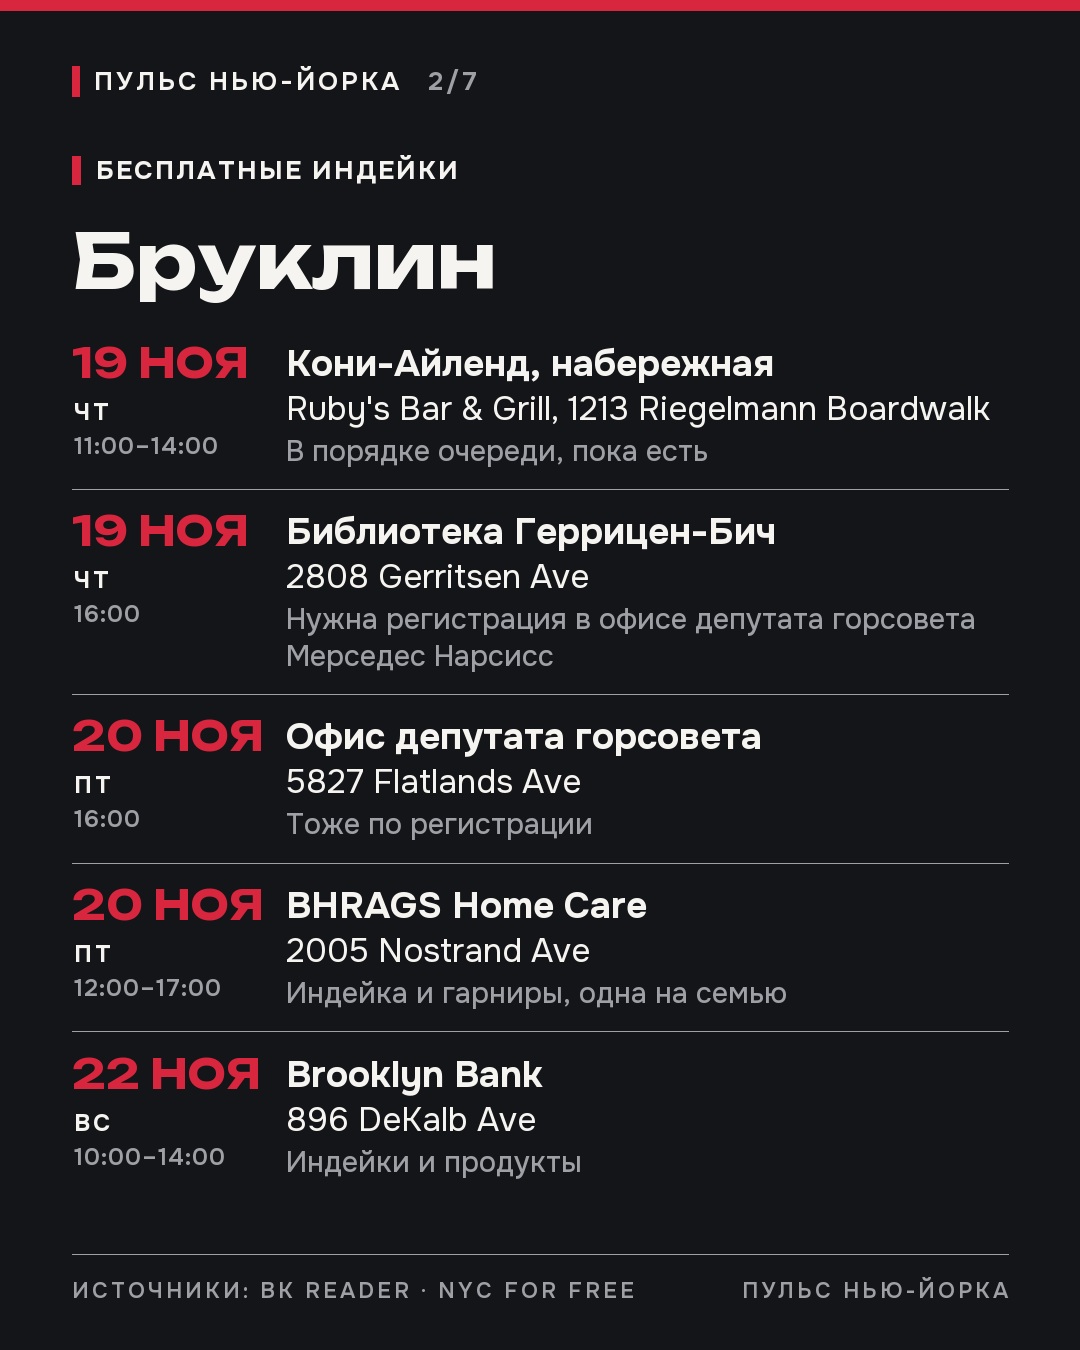 ПУЛЬС НЬЮ-ЙОРКА 2/7
БЕСПЛАТНЫЕ ИНДЕЙКИ
Бруклин
19 НОЯ
ЧТ
11:00–14:00
Кони-Айленд, набережная
Ruby's Bar & Grill, 1213 Riegelmann Boardwalk
В порядке очереди, пока есть
19 НОЯ
ЧТ
16:00
Библиотека Геррицен-Бич
2808 Gerritsen Ave
Нужна регистрация в офисе депутата горсовета
Мерседес Нарсисс
20 НОЯ
ПТ
16:00
Офис депутата горсовета
5827 Flatlands Ave
Тоже по регистрации
20 НОЯ
ПТ
12:00–17:00
BHRAGS Home Care
2005 Nostrand Ave
Индейка и гарниры, одна на семью
22 НОЯ
ВС
10:00–14:00
Brooklyn Bank
896 DeKalb Ave
Индейки и продукты
ИСТОЧНИКИ: BK READER · NYC FOR FREE
ПУЛЬС НЬЮ-ЙОРКА